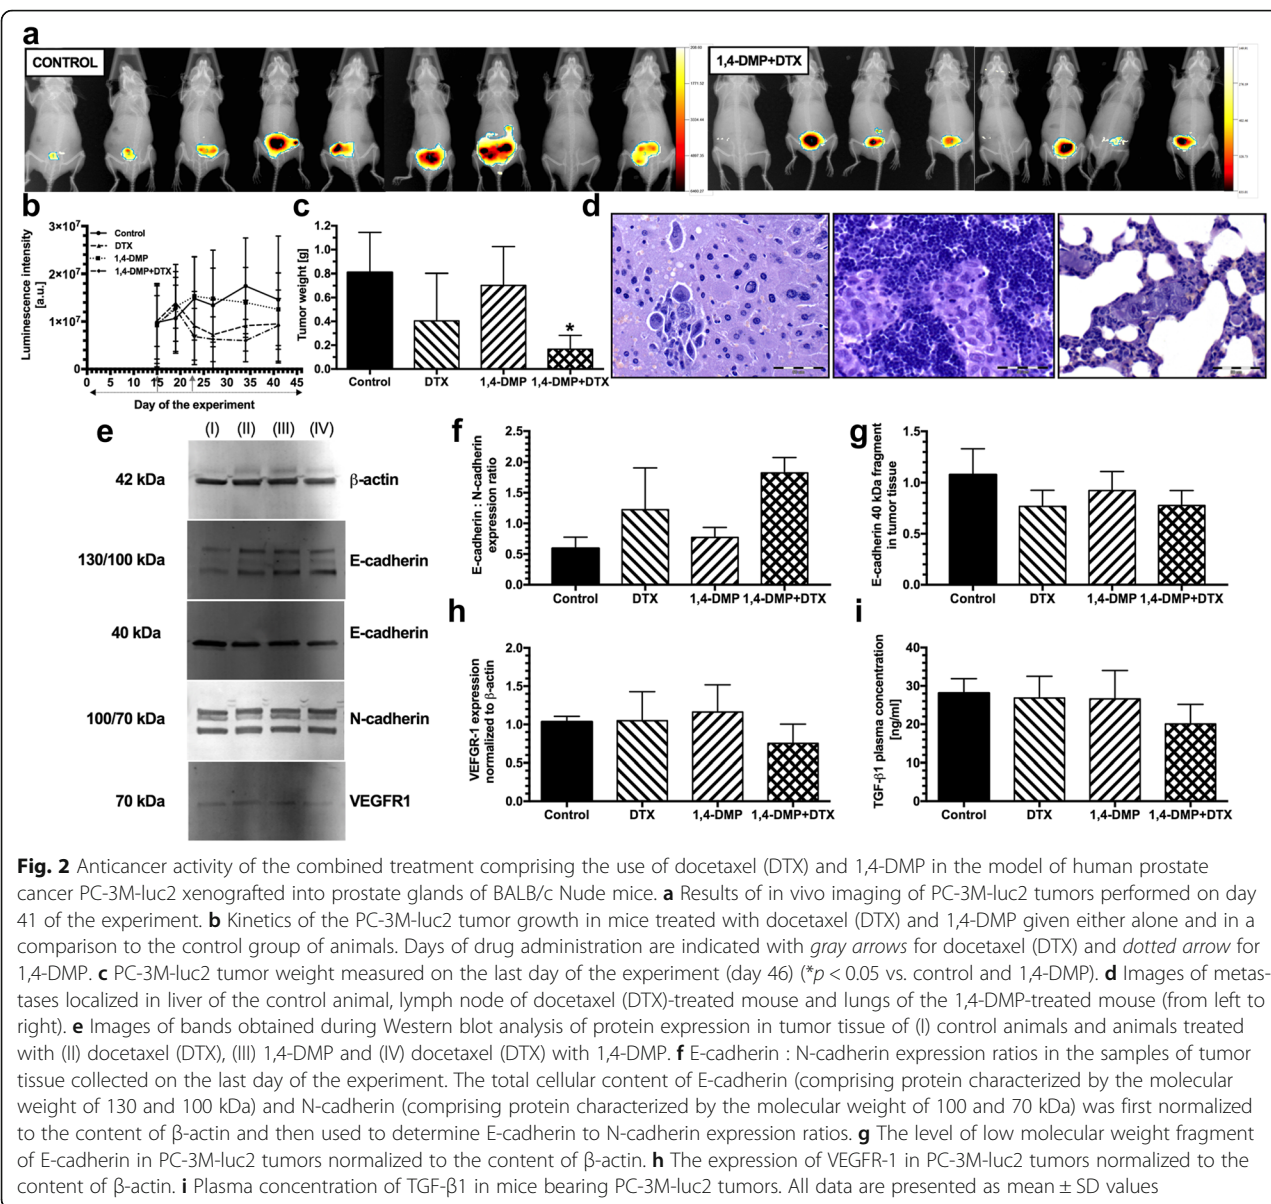 a
CONTROL
1,4-DMP+DTX
b
Luminescence intensity
[a.u.]
3×10⁷
2×10⁷
1×10⁷
0
Control
DTX
1,4-DMP
1,4-DMP+DTX
0 5 10 15 20 25 30 35 40 45
Day of the experiment
c
Tumor weight [g]
1.2
1.0
0.8
0.6
0.4
0.2
0.0
*
Control DTX 1,4-DMP 1,4-DMP+DTX
d
e
(I) (II) (III) (IV)
42 kDa β-actin
130/100 kDa E-cadherin
40 kDa E-cadherin
100/70 kDa N-cadherin
70 kDa VEGFR1
f
E-cadherin : N-cadherin
expression ratio
2.5
2.0
1.5
1.0
0.5
0.0
Control DTX 1,4-DMP 1,4-DMP+DTX
g
E-cadherin 40 kDa fragment
in tumor tissue
1.5
1.0
0.5
0.0
Control DTX 1,4-DMP 1,4-DMP+DTX
h
VEFGR-1 expression
normalized to β-actin
2.0
1.5
1.0
0.5
0.0
Control DTX 1,4-DMP 1,4-DMP+DTX
i
TGF-β1 plasma concentration
[ng/ml]
40
30
20
10
0
Control DTX 1,4-DMP 1,4-DMP+DTX
Fig. 2 Anticancer activity of the combined treatment comprising the use of docetaxel (DTX) and 1,4-DMP in the model of human prostate
cancer PC-3M-luc2 xenografted into prostate glands of BALB/c Nude mice. a Results of in vivo imaging of PC-3M-luc2 tumors performed on day
41 of the experiment. b Kinetics of the PC-3M-luc2 tumor growth in mice treated with docetaxel (DTX) and 1,4-DMP given either alone and in a
comparison to the control group of animals. Days of drug administration are indicated with gray arrows for docetaxel (DTX) and dotted arrow for
1,4-DMP. c PC-3M-luc2 tumor weight measured on the last day of the experiment (day 46) (*p < 0.05 vs. control and 1,4-DMP). d Images of metas-
tases localized in liver of the control animal, lymph node of docetaxel (DTX)-treated mouse and lungs of the 1,4-DMP-treated mouse (from left to
right). e Images of bands obtained during Western blot analysis of protein expression in tumor tissue of (I) control animals and animals treated
with (II) docetaxel (DTX), (III) 1,4-DMP and (IV) docetaxel (DTX) with 1,4-DMP. f E-cadherin : N-cadherin expression ratios in the samples of tumor
tissue collected on the last day of the experiment. The total cellular content of E-cadherin (comprising protein characterized by the molecular
weight of 130 and 100 kDa) and N-cadherin (comprising protein characterized by the molecular weight of 100 and 70 kDa) was first normalized
to the content of β-actin and then used to determine E-cadherin to N-cadherin expression ratios. g The level of low molecular weight fragment
of E-cadherin in PC-3M-luc2 tumors normalized to the content of β-actin. h The expression of VEGFR-1 in PC-3M-luc2 tumors normalized to the
content of β-actin. i Plasma concentration of TGF-β1 in mice bearing PC-3M-luc2 tumors. All data are presented as mean ± SD values